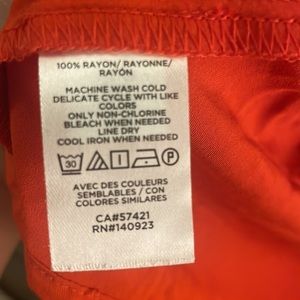 100% RAYON/ RAYONNE/
RAYÓN
MACHINE WASH COLD
DELICATE CYCLE WITH LIKE
COLORS
ONLY NON-CHLORINE
BLEACH WHEN NEEDED
LINE DRY
COOL IRON WHEN NEEDED
30 P
AVEC DES COULEURS
SEMBLABLES / CON
COLORES SIMILARES
CA#57421
RN#140923